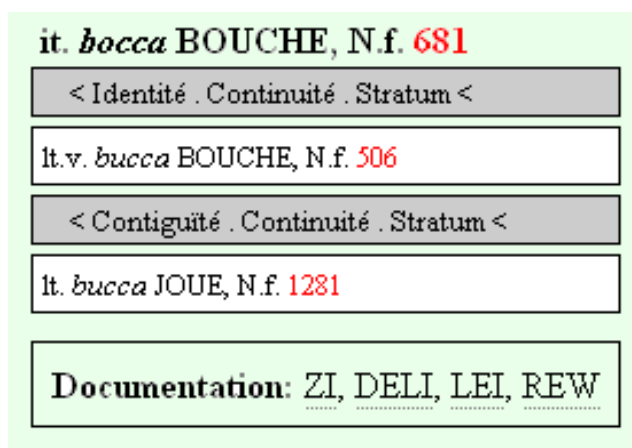 it. bocca BOUCHE, N.f. 681
< Identité . Continuité . Stratum <
lt.v. bucca BOUCHE, N.f. 506
< Contiguïté . Continuité . Stratum <
lt. bucca JOUE, N.f. 1281
Documentation: ZI, DELI, LEI, REW